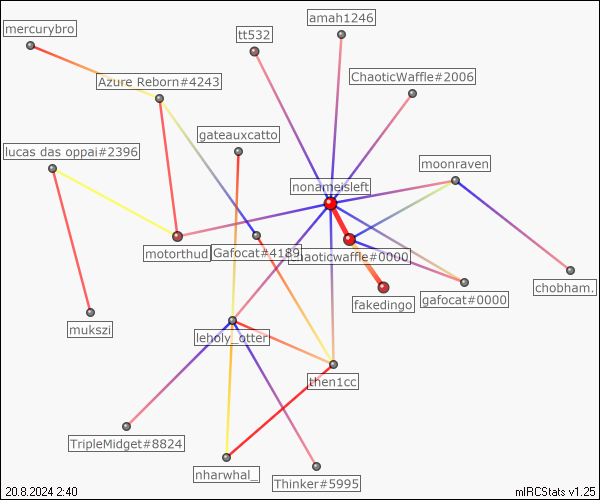 amah1246
mercurybro
tt532
ChaoticWaffle#2006
Azure Reborn#4243
gateauxcatto
lucas das oppai#2396
moonraven
nonameisleft
motorthud
Gafocat#4189
chaoticwaffle#0000
chobham.
fakedingo
gafocat#0000
mukszi
leholy_otter
then1cc
TripleMidget#8824
nharwhal_
Thinker#5995
20.8.2024 2:40
mIRCStats v1.25